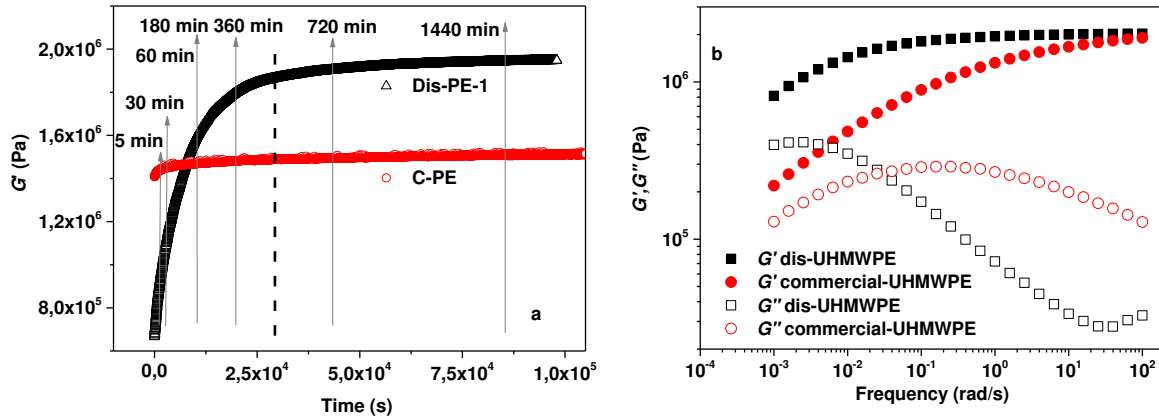 180 min
360 min
720 min
1440 min
60 min
30 min
5 min
2,0x10⁶
1,6x10⁶
1,2x10⁶
8,0x10⁵
G' (Pa)
Dis-PE-1
C-PE
a
0,0
2,5x10⁴
5,0x10⁴
7,5x10⁴
1,0x10⁵
Time (s)
b
10⁶
10⁵
G',G'' (Pa)
G' dis-UHMWPE
G' commercial-UHMWPE
G'' dis-UHMWPE
G'' commercial-UHMWPE
10⁻⁴
10⁻³
10⁻²
10⁻¹
10⁰
10¹
10²
Frequency (rad/s)